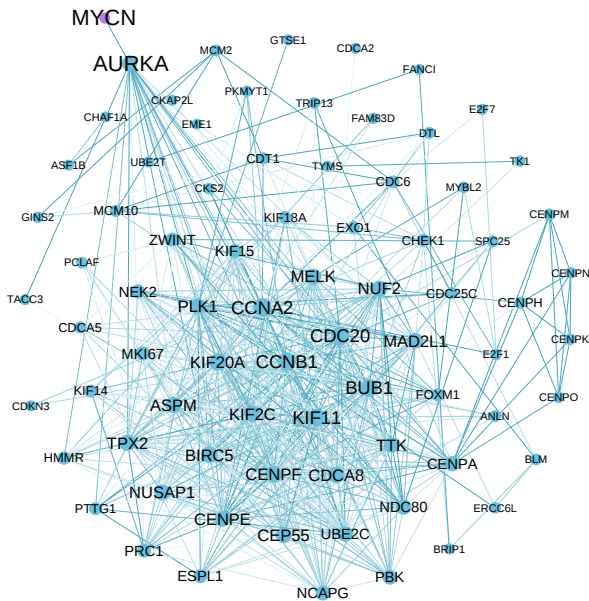 MYCN
GTSE1
MCM2
CDCA2
AURKA
FANCI
PKMYT1
CKAP2L
TRIP13
E2F7
CHAF1A
EME1
FAM83D
DTL
ASF1B
UBE2T
CDT1
TYMS
TK1
CDC6
CKS2
MYBL2
GINS2
MCM10
KIF18A
CENPM
EXO1
ZWINT
CHEK1
SPC25
KIF15
PCLAF
MELK
CENPN
NUF2
NEK2
CDC25C
TACC3
PLK1
CCNA2
CENPH
CDCA5
CDC20
MAD2L1
CENPK
MKI67
KIF20A
CCNB1
E2F1
KIF14
BUB1
FOXM1
CENPO
CDKN3
ASPM
KIF2C
KIF11
ANLN
TPX2
TTK
HMMR
BIRC5
CENPA
BLM
CENPF
CDCA8
NUSAP1
PTTG1
NDC80
ERCC6L
CENPE
CEP55
UBE2C
PRC1
BRIP1
ESPL1
PBK
NCAPG